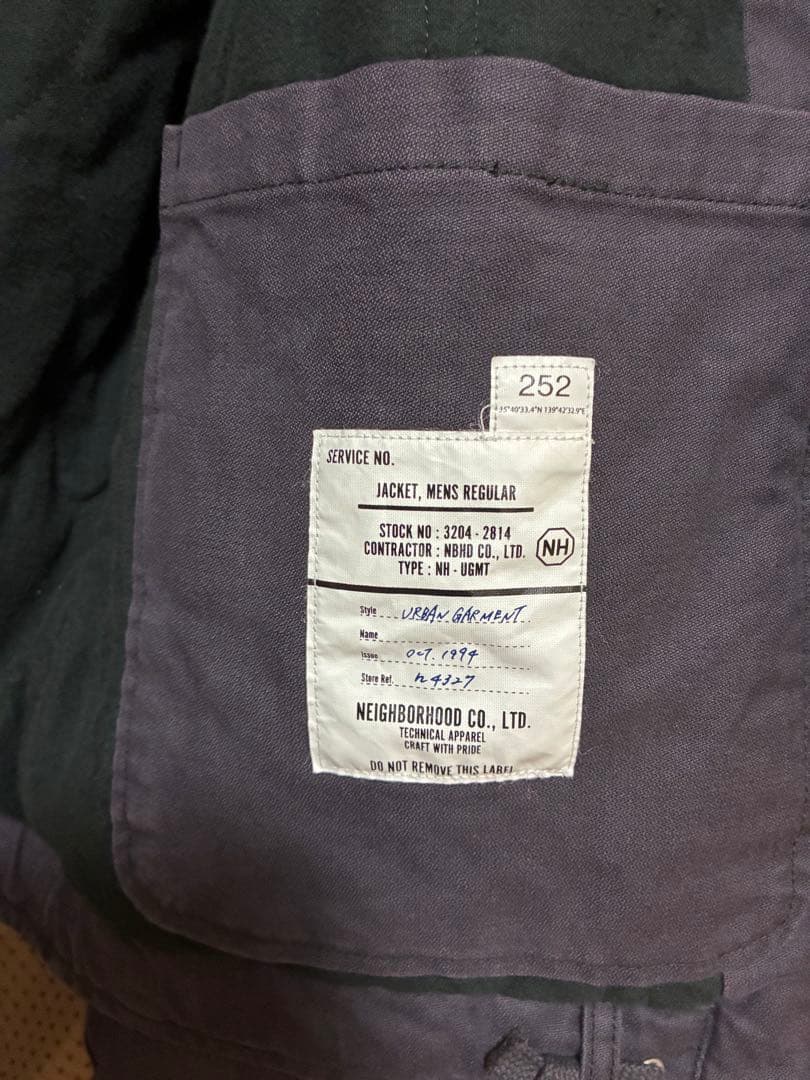 252
35°40'33.4"N 139°42'32.9"E
SERVICE NO.
JACKET, MENS REGULAR
STOCK NO : 3204 - 2814
CONTRACTOR : NBHD CO., LTD.
TYPE : NH - UGMT
NH
Style URBAN GARMENT
Name
Issue OCT. 1994
Store Ref. h4327
NEIGHBORHOOD CO., LTD.
TECHNICAL APPAREL
CRAFT WITH PRIDE
DO NOT REMOVE THIS LABEL